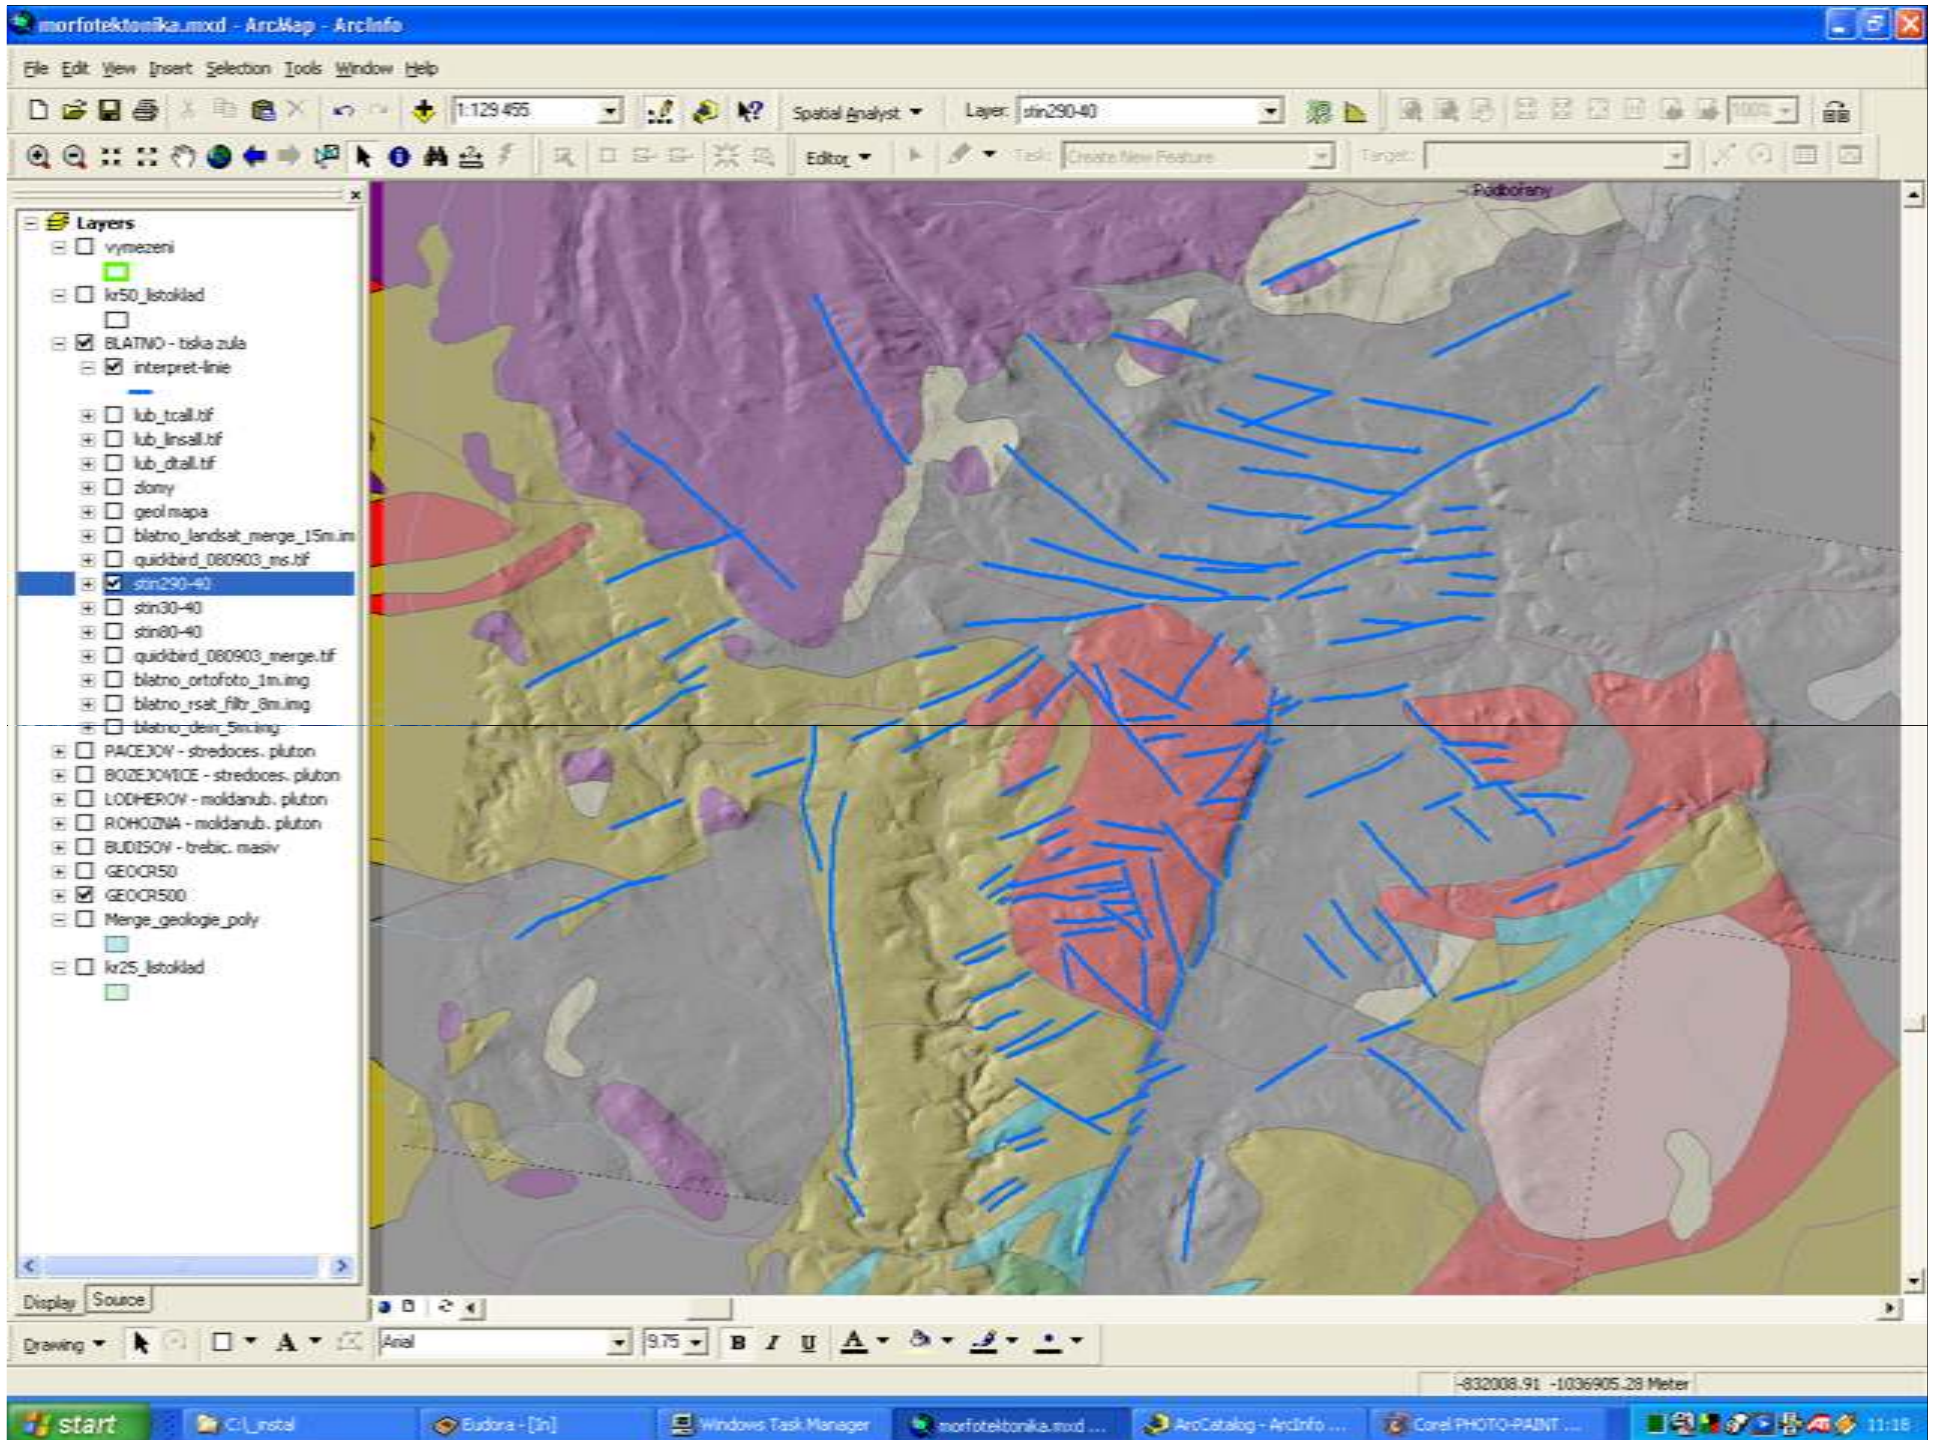 morfotektonika.mxd - ArcMap - ArcInfo
File Edit View Insert Selection Tools Window Help
1:129 455 Spatial Analyst Layer: stin290-40 100%
Editor Task: Create New Feature Target:
Layers
vymezeni
kr50_listoklad
BLATNO - tiska zula
interpret-linie
lub_tcall.tif
lub_linsall.tif
lub_dtall.tif
zlomy
geol mapa
blatno_landsat_merge_15m.im
quickbird_080903_ms.tif
stin290-40
stin30-40
stin80-40
quickbird_080903_merge.tif
blatno_ortofoto_1m.img
blatno_rsat_filtr_8m.img
blatno_dem_5m.img
PACEJOV - stredoces. pluton
BOZEJOVICE - stredoces. pluton
LODHEROV - moldanub. pluton
ROHOZNA - moldanub. pluton
BUDISOV - trebic. masiv
GEOCR50
GEOCR500
Merge_geologie_poly
kr25_listoklad
Podbořany
Display Source
Drawing A Arial 9.75 B I U A
-832008.91 -1036905.28 Meter
start C:\_instal Eudora - [In] Windows Task Manager morfotektonika.mxd ... ArcCatalog - ArcInfo ... Corel PHOTO-PAINT ... 11:18